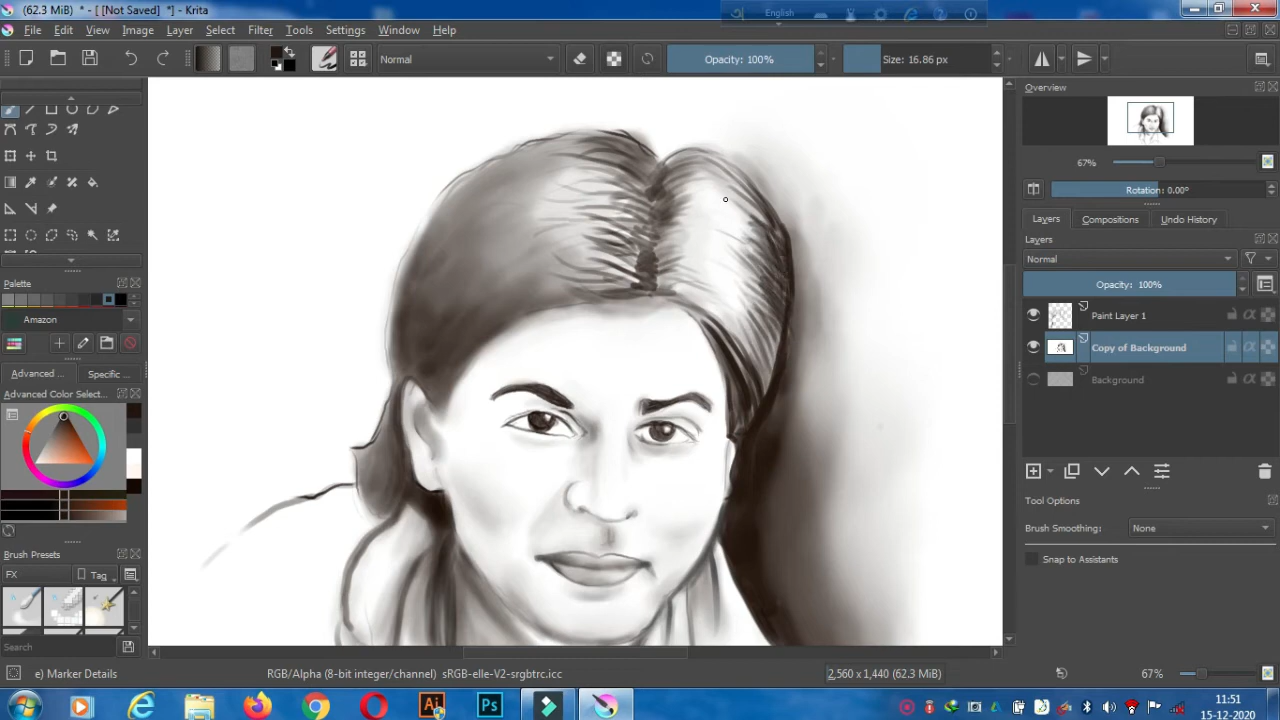 (62.3 MiB) * - [ [Not Saved] *] - Krita
English
File Edit View Image Layer Select Filter Tools Settings Window Help
Normal
Opacity: 100%
Size: 16.86 px
Overview
67%
Rotation: 0.00º
Layers Compositions Undo History
Layers
Normal
Opacity: 100%
Paint Layer 1
Copy of Background
Background
Tool Options
Brush Smoothing: None
Snap to Assistants
Palette
Amazon
Advanced ... Specific ...
Advanced Color Select...
Brush Presets
FX
Tag
Search
e) Marker Details
RGB/Alpha (8-bit integer/channel) sRGB-elle-V2-srgbtrc.icc
2,560 x 1,440 (62.3 MiB)
67%
Ai
Ps
11:51
15-12-2020